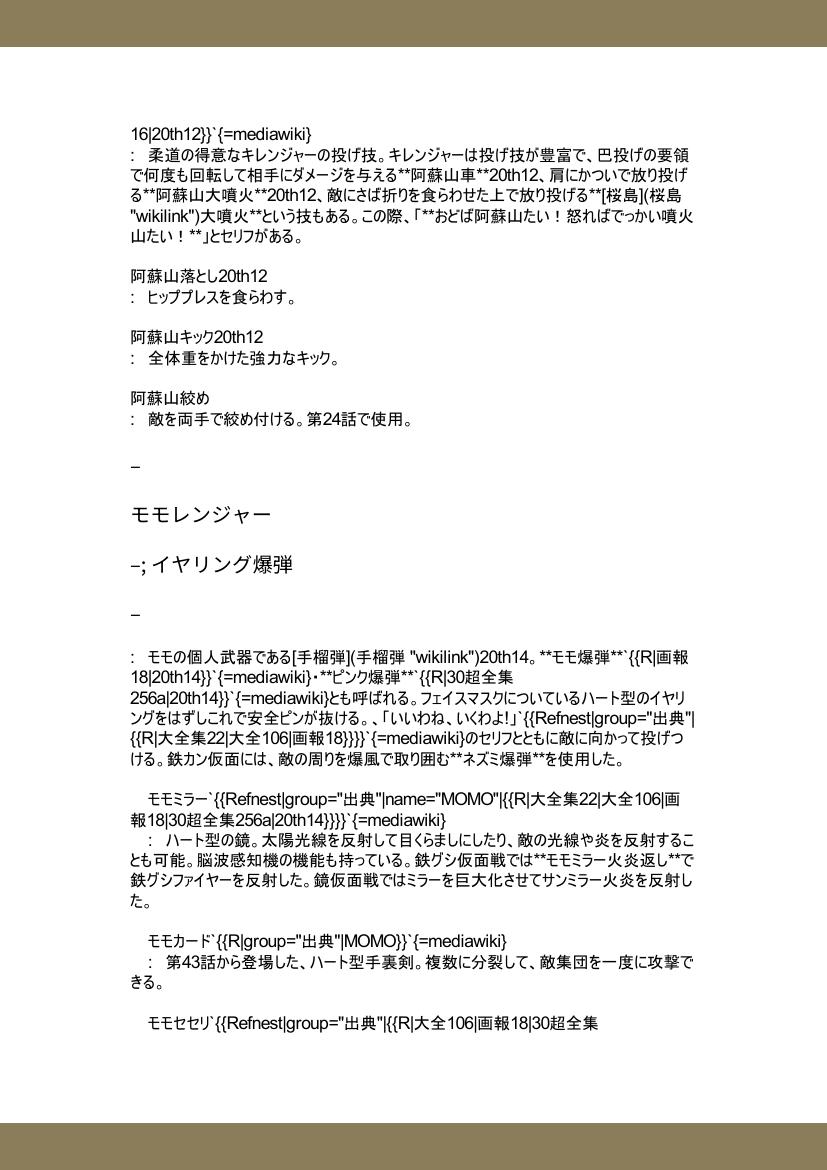 16|20th12}}`{=mediawiki}
:   柔道の得意なキレンジャーの投げ技。キレンジャーは投げ技が豊富で、巴投げの要領
で何度も回転して相手にダメージを与える**阿蘇山車**20th12、肩にかついで放り投げ
る**阿蘇山大噴火**20th12、敵にさば折りを食らわせた上で放り投げる**[桜島](桜島
"wikilink")大噴火**という技もある。この際、「**おどば阿蘇山たい！怒ればでっかい噴火
山たい！**」とセリフがある。
阿蘇山落とし20th12
:   ヒッププレスを食らわす。
阿蘇山キック20th12
:   全体重をかけた強力なキック。
阿蘇山絞め
:   敵を両手で絞め付ける。第24話で使用。
–
モモレンジャー
–; イヤリング爆弾
–
:   モモの個人武器である[手榴弾](手榴弾 "wikilink")20th14。**モモ爆弾**`{{R|画報
18|20th14}}`{=mediawiki}・**ピンク爆弾**`{{R|30超全集
256a|20th14}}`{=mediawiki}とも呼ばれる。フェイスマスクについているハート型のイヤリ
ングをはずしこれで安全ピンが抜ける。、「いいわね、いくわよ!」`{{Refnest|group="出典"|
{{R|大全集22|大全106|画報18}}}}`{=mediawiki}のセリフとともに敵に向かって投げつ
ける。鉄カン仮面には、敵の周りを爆風で取り囲む**ネズミ爆弾**を使用した。
モモミラー`{{Refnest|group="出典"|name="MOMO"|{{R|大全集22|大全106|画
報18|30超全集256a|20th14}}}}`{=mediawiki}
:   ハート型の鏡。太陽光線を反射して目くらましにしたり、敵の光線や炎を反射するこ
とも可能。脳波感知機の機能も持っている。鉄グシ仮面戦では**モモミラー火炎返し**で
鉄グシファイヤーを反射した。鏡仮面戦ではミラーを巨大化させてサンミラー火炎を反射し
た。
モモカード`{{R|group="出典"|MOMO}}`{=mediawiki}
:   第43話から登場した、ハート型手裏剣。複数に分裂して、敵集団を一度に攻撃で
きる。
モモセセリ`{{Refnest|group="出典"|{{R|大全106|画報18|30超全集